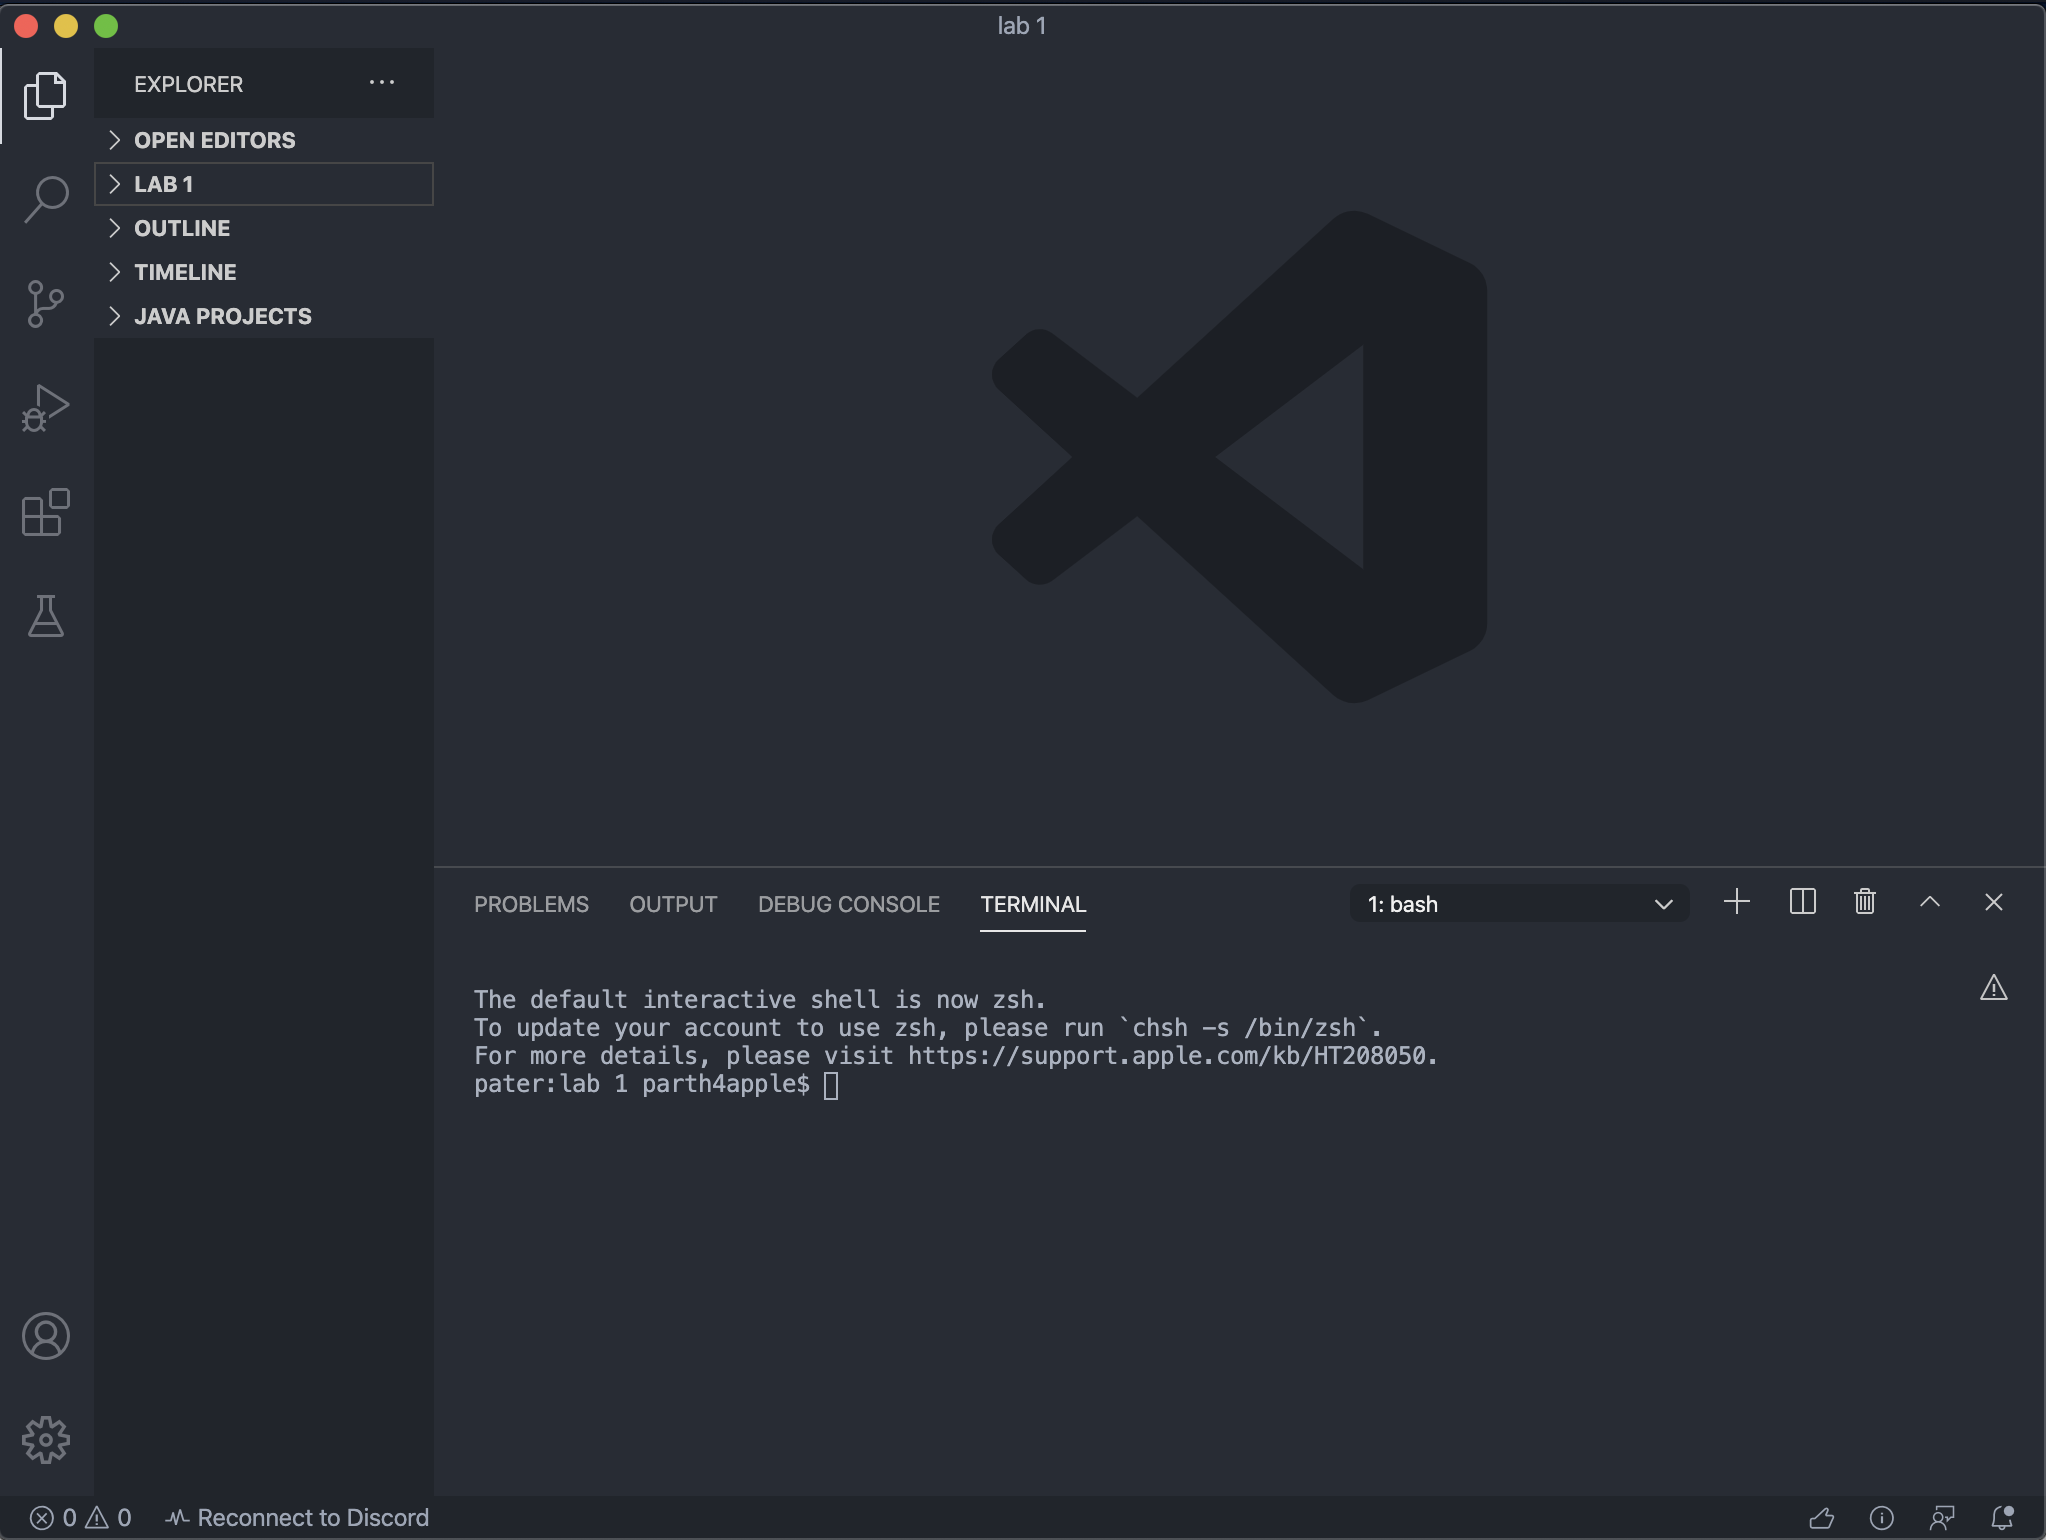 lab 1
EXPLORER
OPEN EDITORS
LAB 1
OUTLINE
TIMELINE
JAVA PROJECTS
PROBLEMS OUTPUT DEBUG CONSOLE TERMINAL 1: bash
The default interactive shell is now zsh.
To update your account to use zsh, please run `chsh -s /bin/zsh`.
For more details, please visit https://support.apple.com/kb/HT208050.
pater:lab 1 parth4apple$
0 0 Reconnect to Discord